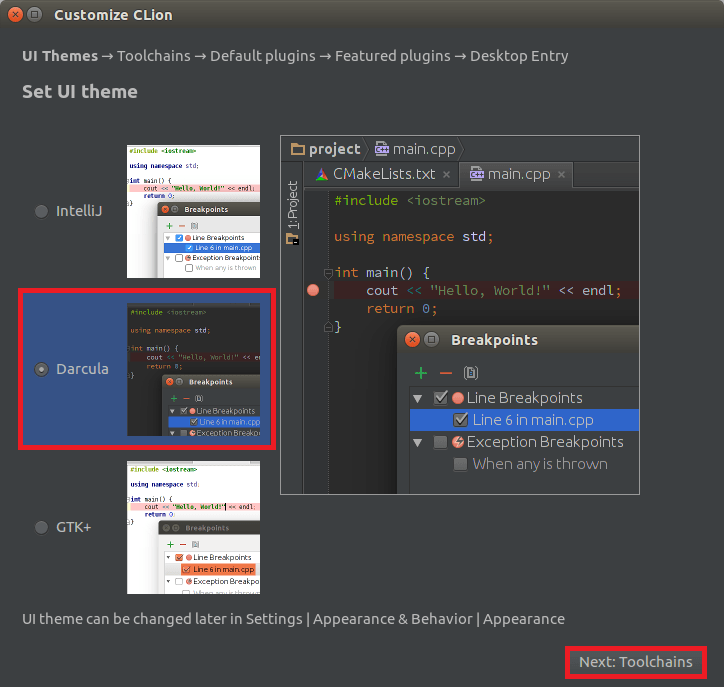 Customize CLion
UI Themes → Toolchains → Default plugins → Featured plugins → Desktop Entry
Set UI theme
IntelliJ
#include <iostream>
using namespace std;
int main() {
cout << "Hello, World!" << endl;
return 0;
}
Breakpoints
Line Breakpoints
Line 6 in main.cpp
Exception Breakpoints
When any is thrown
Darcula
#include <iostream>
using namespace std;
int main() {
cout << "Hello, World!" << endl;
return 0;
}
Breakpoints
Line Breakpoints
Line 6 in main.cpp
Exception Breakp
GTK+
#include <iostream>
using namespace std.
int main() {
cout << "Hello, World!" << endl;
return 0;
}
Breakpoints
Line Breakpoints
Line 6 in main.cpp
Exception Breakpo
When any is thrown
project main.cpp
CMakeLists.txt × main.cpp ×
1: Project
#include <iostream>
using namespace std;
int main() {
cout << "Hello, World!" << endl;
return 0;
}
Breakpoints
Line Breakpoints
Line 6 in main.cpp
Exception Breakpoints
When any is thrown
UI theme can be changed later in Settings | Appearance & Behavior | Appearance
Next: Toolchains